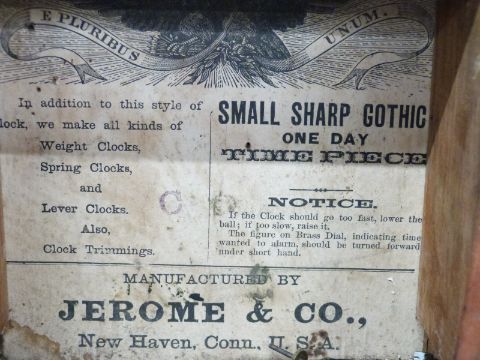 E PLURIBUS UNUM.
In addition to this style of
lock, we make all kinds of
Weight Clocks,
Spring Clocks,
and
Lever Clocks.
Also,
Clock Trimmings.
SMALL SHARP GOTHIC
ONE DAY
TIME PIECE
NOTICE.
If the Clock should go too fast, lower the
ball; if too slow, raise it.
The figure on Brass Dial, indicating time
wanted to alarm, should be turned forward
under short hand.
MANUFACTURED BY
JEROME & CO.,
New Haven, Conn., U. S. A.